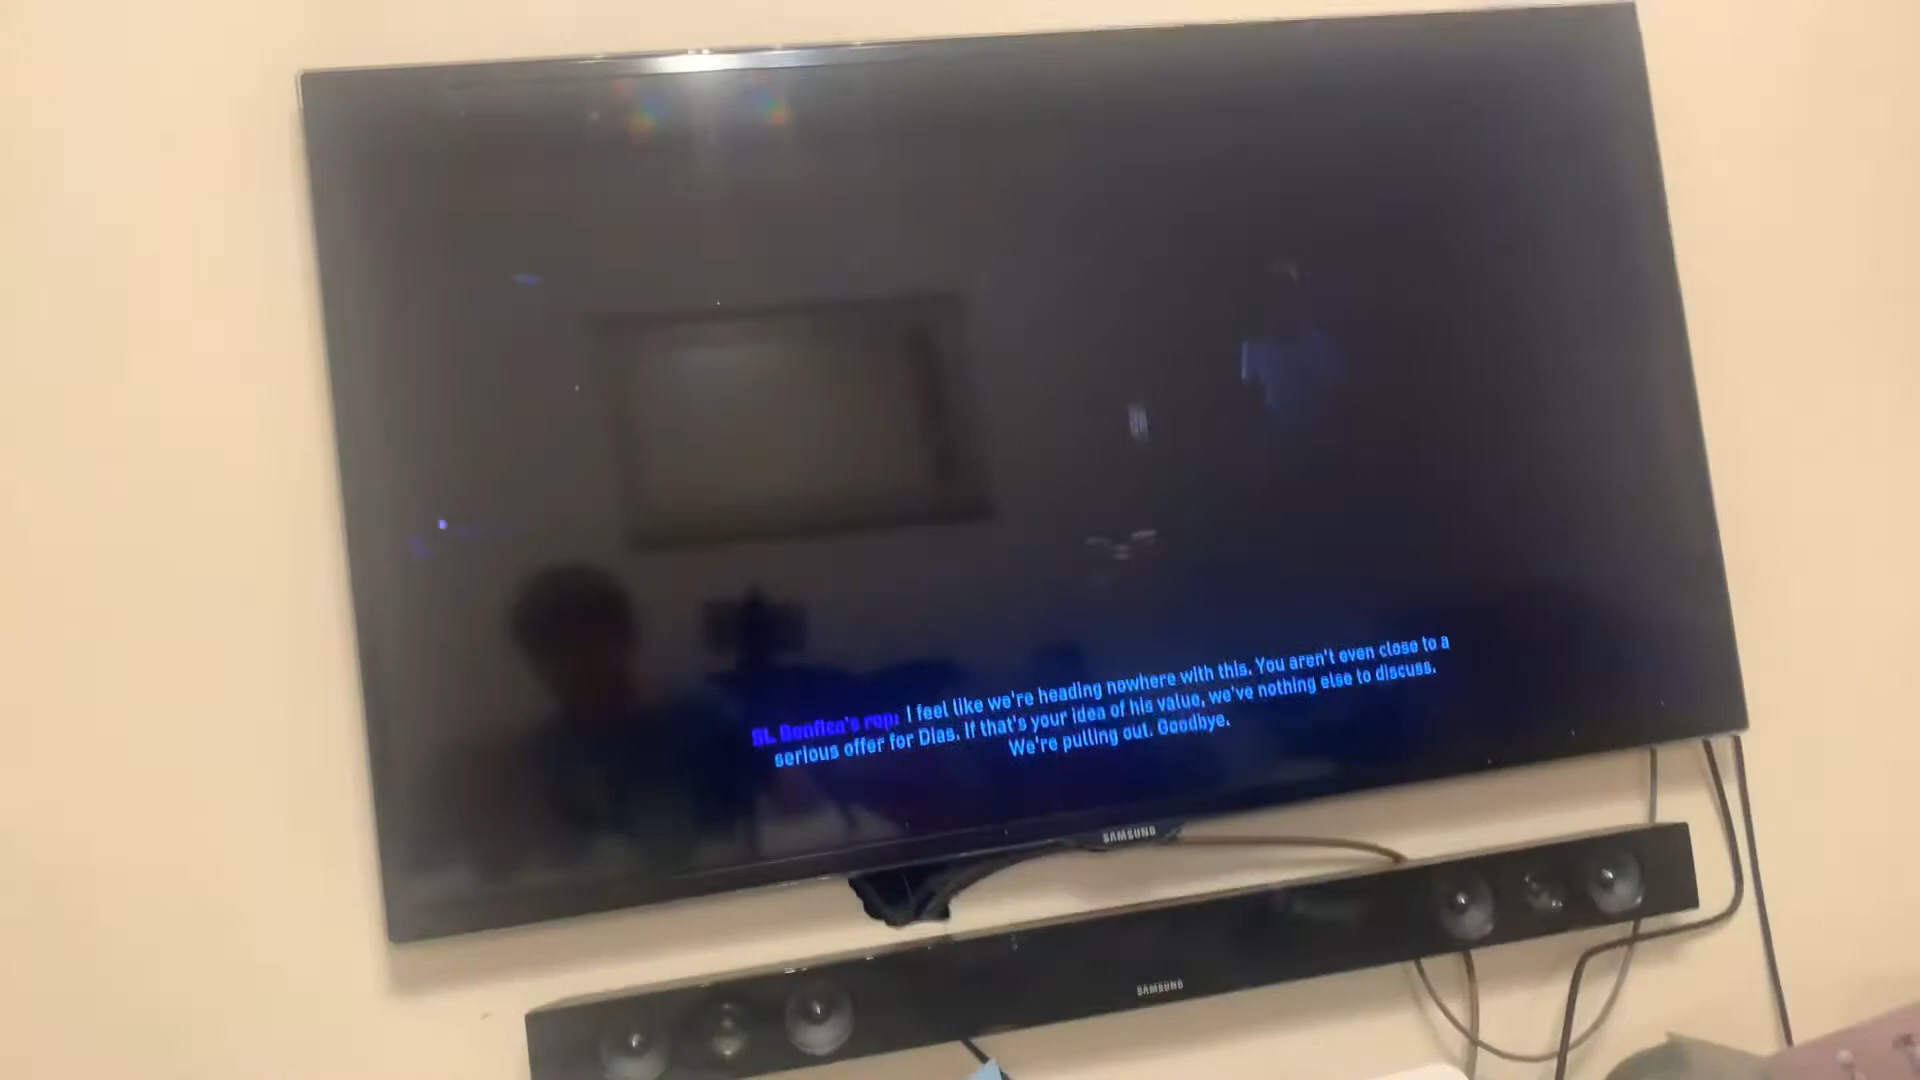 SL Benfica's rep: I feel like we're heading nowhere with this. You aren't even close to a
serious offer for Dias. If that's your idea of his value, we've nothing else to discuss.
We're pulling out. Goodbye.
SAMSUNG
SAMSUNG